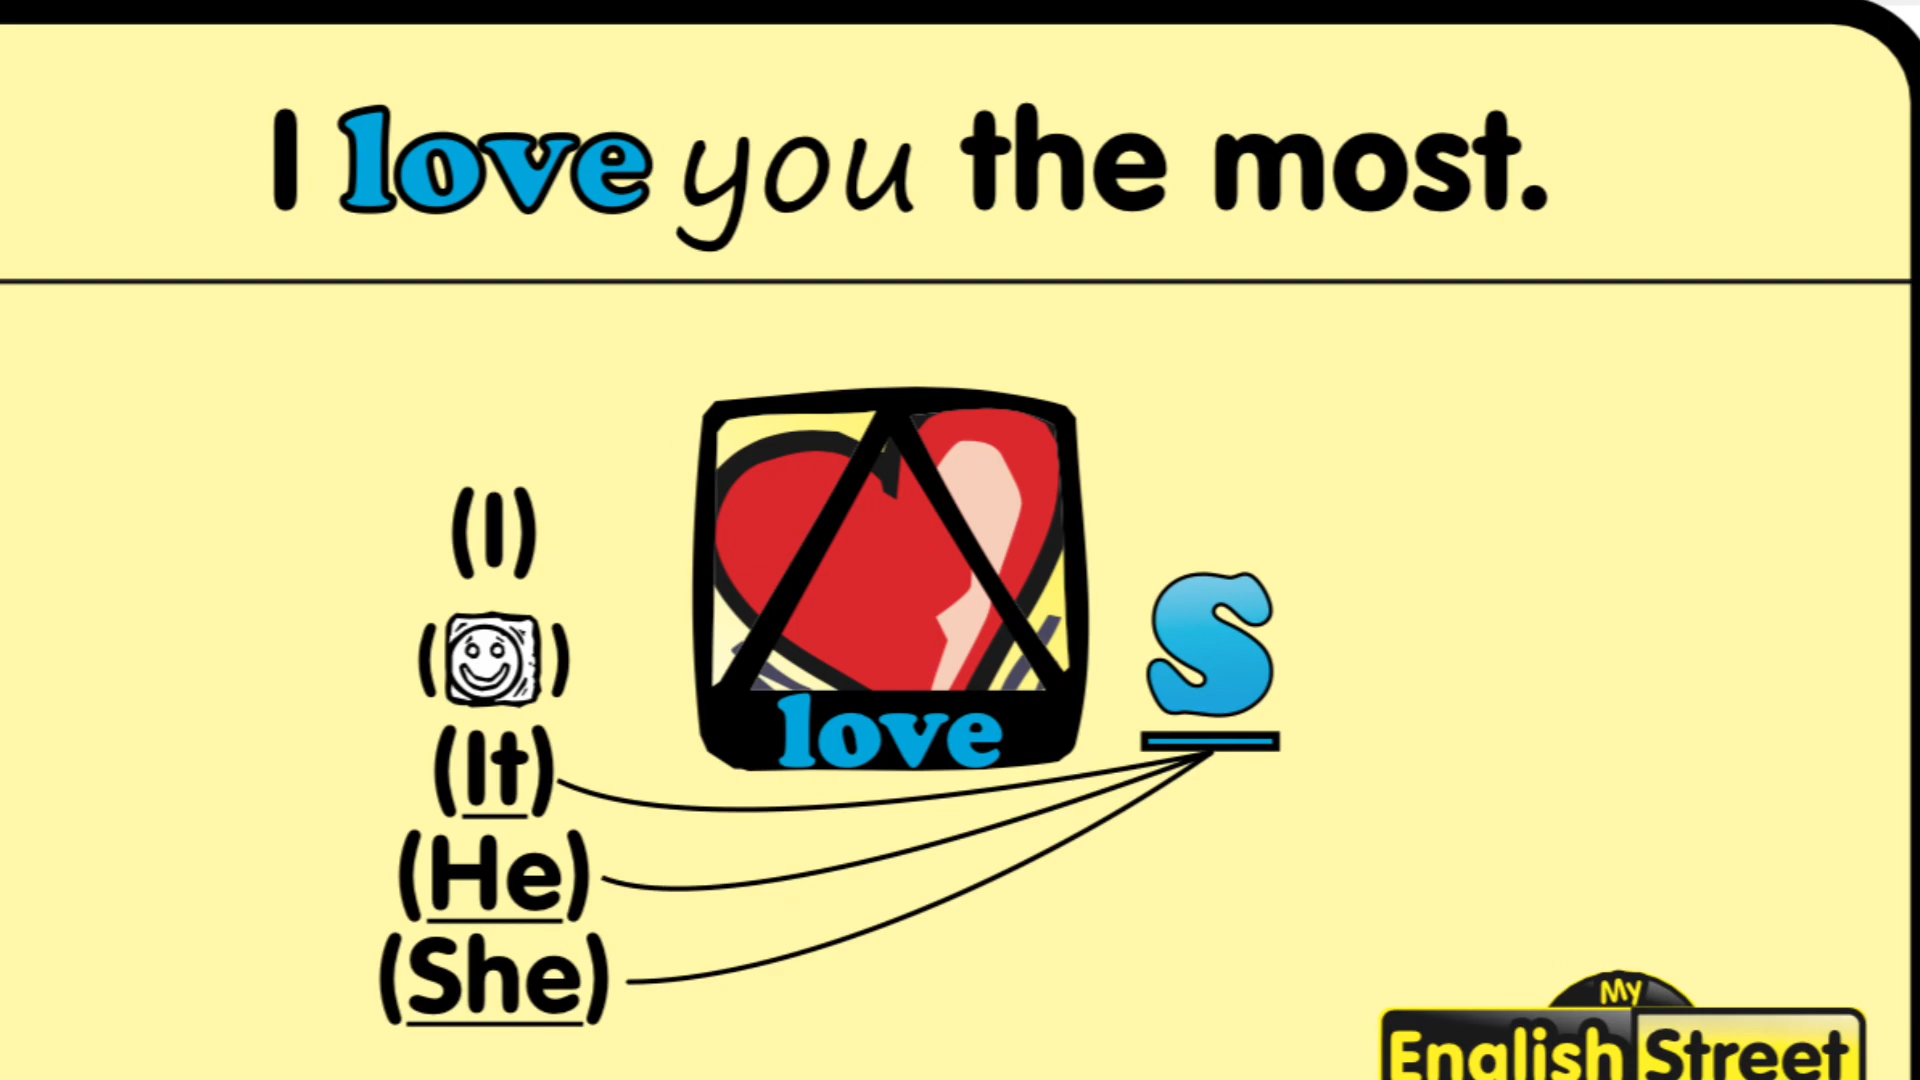 I love you the most.
(I)
love
s
(It)
(He)
(She)
My
English Street